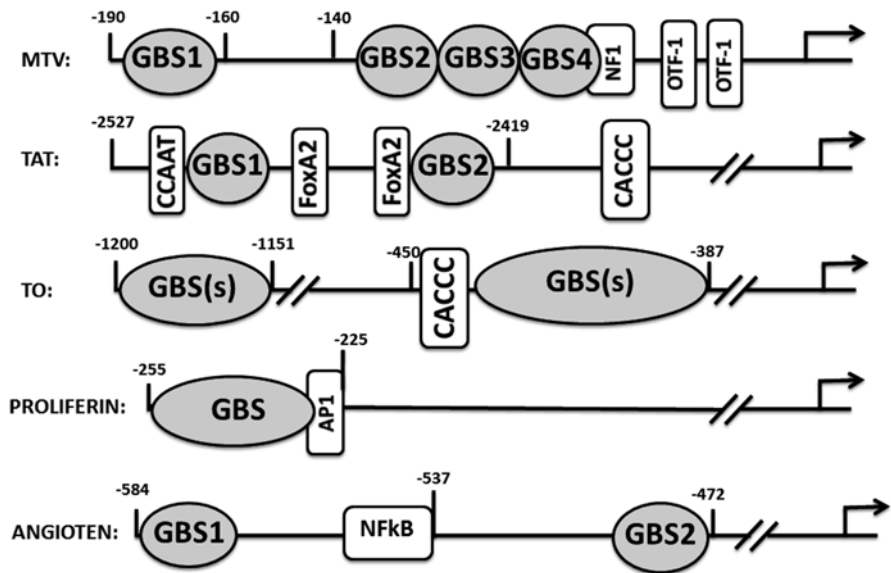 -190 -160 -140
MTV: GBS1 GBS2 GBS3 GBS4 NF1 OTF-1 OTF-1
-2527 -2419
TAT: CCAAT GBS1 FoxA2 FoxA2 GBS2 CACCC
-1200 -1151 -450 -387
TO: GBS(s) CACCC GBS(s)
-255 -225
PROLIFERIN: GBS AP1
-584 -537 -472
ANGIOTEN: GBS1 NFkB GBS2